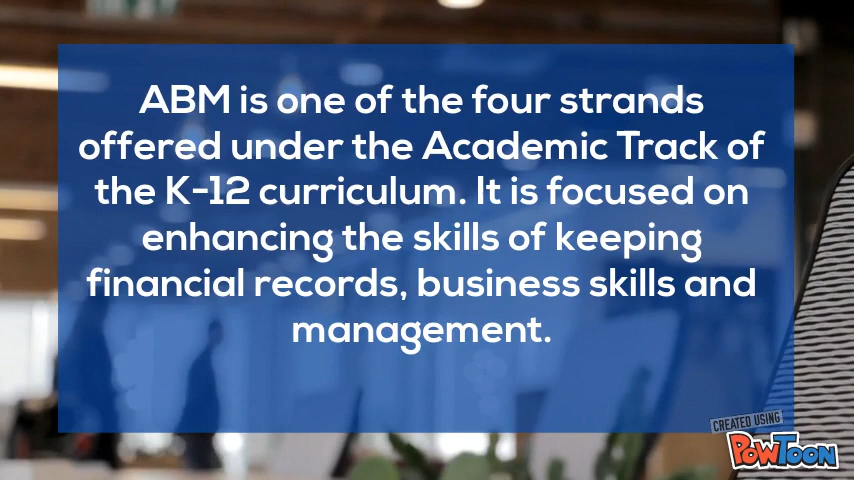 ABM is one of the four strands
offered under the Academic Track of
the K-12 curriculum. It is focused on
enhancing the skills of keeping
financial records, business skills and
management.
CREATED USING
POWTOON